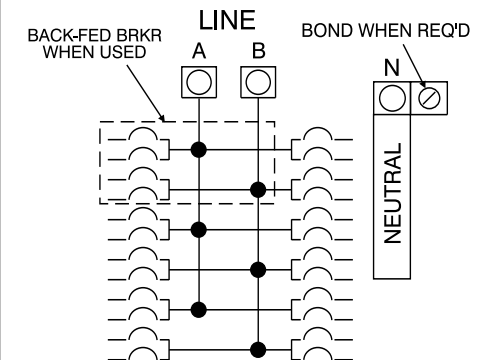 LINE
BACK-FED BRKR
WHEN USED
A
B
BOND WHEN REQ'D
N
NEUTRAL